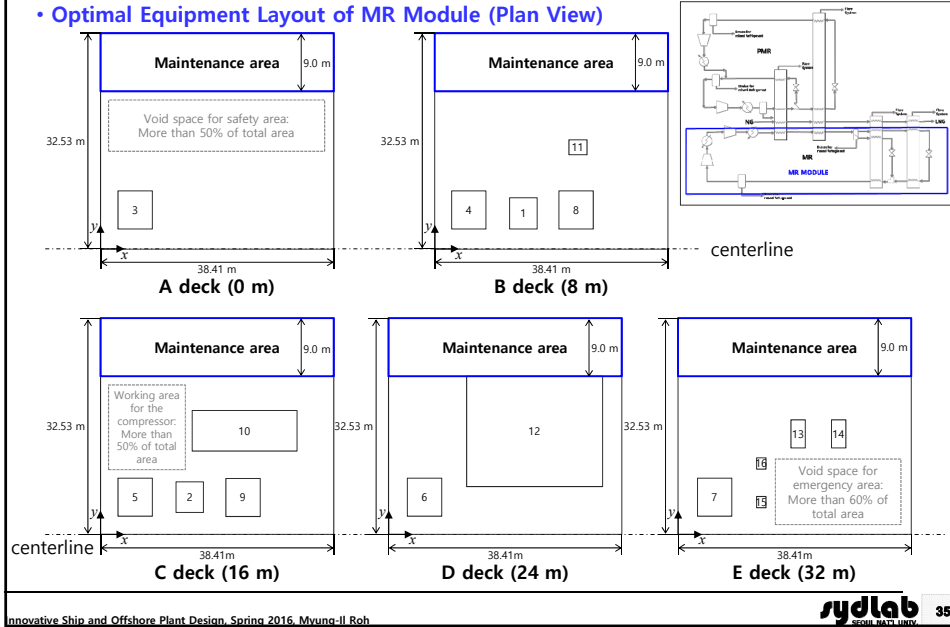 • Optimal Equipment Layout of MR Module (Plan View)
Maintenance area
9.0 m
Void space for safety area:
More than 50% of total area
32.53 m
3
y
x
38.41 m
A deck (0 m)
Maintenance area
9.0 m
32.53 m
11
4
1
8
y
x
38.41 m
B deck (8 m)
centerline
PMR
NG
LNG
MR
MR MODULE
Maintenance area
9.0 m
Working area
for the
compressor:
More than
50% of total
area
32.53 m
10
5
2
9
y
x
centerline
38.41m
C deck (16 m)
Maintenance area
9.0 m
32.53 m
12
6
y
x
38.41m
D deck (24 m)
Maintenance area
9.0 m
32.53 m
13
14
16
15
7
Void space for
emergency area:
More than 60% of
total area
y
x
38.41m
E deck (32 m)
nnovative Ship and Offshore Plant Design, Spring 2016, Myung-Il Roh
sydlab
SEOUL NAT'L UNIV.
35